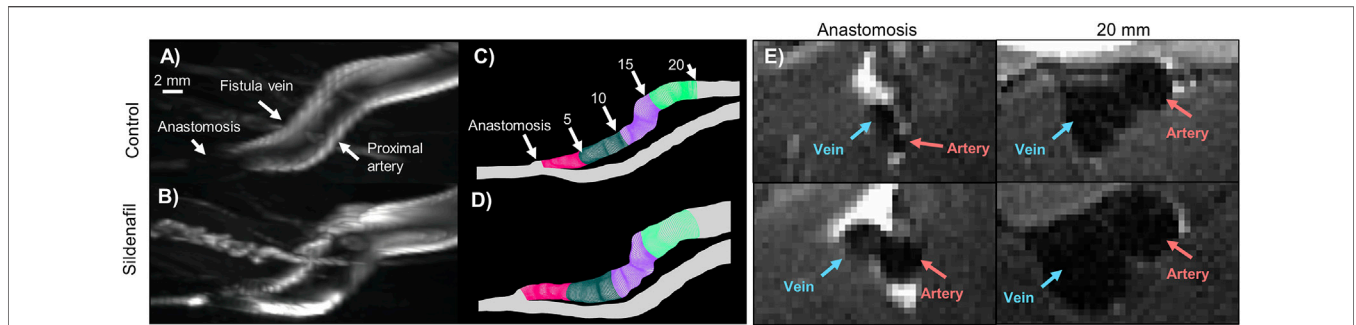 Anastomosis
20 mm
Control
Sildenafil
A)
2 mm
Fistula vein
Anastomosis
Proximal
artery
B)
C)
20
15
10
5
Anastomosis
D)
E)
Vein
Artery
Vein
Artery
Vein
Artery
Vein
Artery